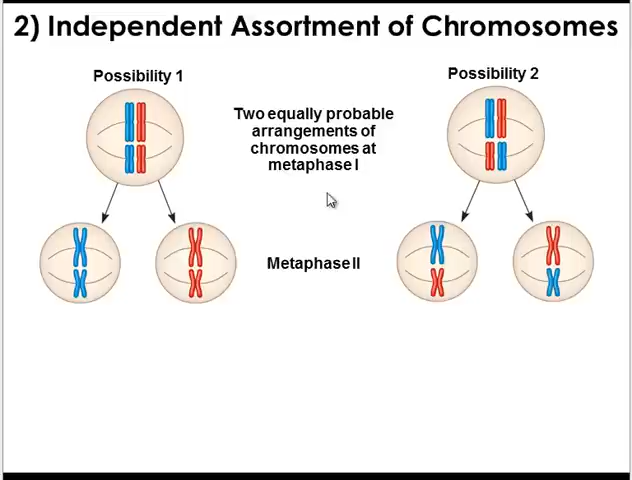 2) Independent Assortment of Chromosomes
Possibility 1
Possibility 2
Two equally probable
arrangements of
chromosomes at
metaphase I
Metaphase II